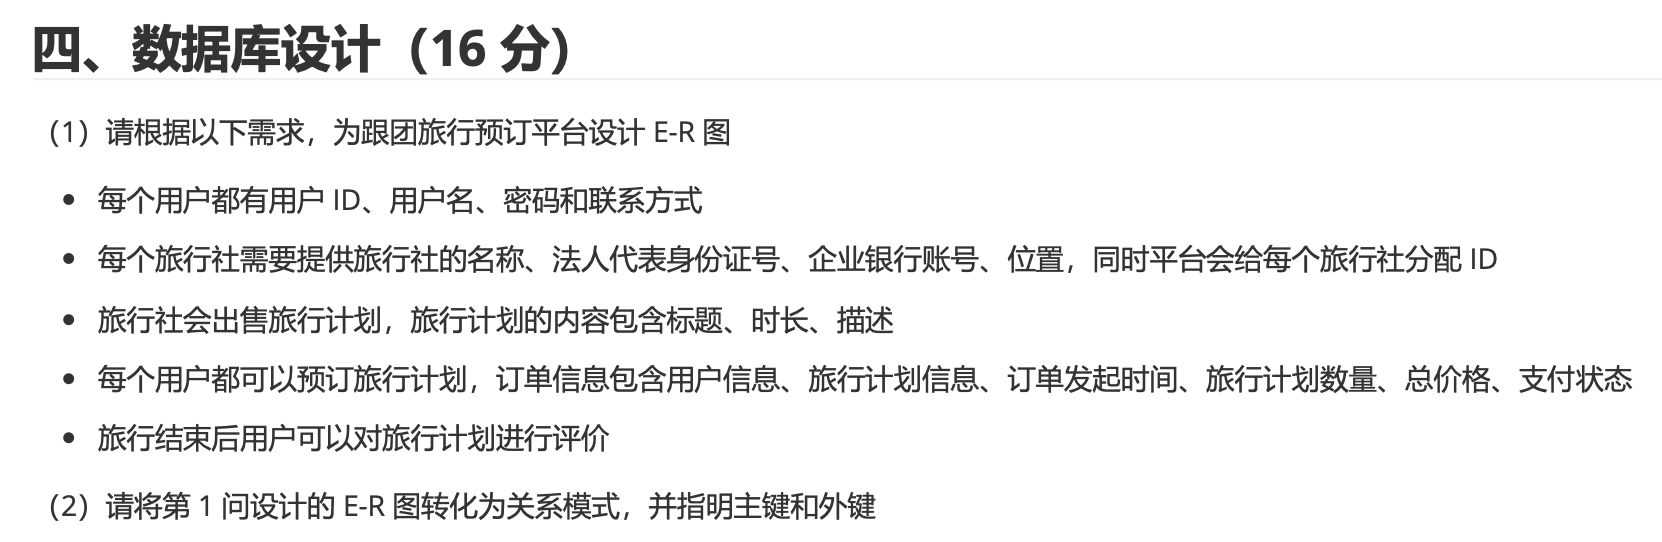 四、数据库设计（16 分）
（1）请根据以下需求，为跟团旅行预订平台设计 E-R 图
• 每个用户都有用户 ID、用户名、密码和联系方式
• 每个旅行社需要提供旅行社的名称、法人代表身份证号、企业银行账号、位置，同时平台会给每个旅行社分配 ID
• 旅行社会出售旅行计划，旅行计划的内容包含标题、时长、描述
• 每个用户都可以预订旅行计划，订单信息包含用户信息、旅行计划信息、订单发起时间、旅行计划数量、总价格、支付状态
• 旅行结束后用户可以对旅行计划进行评价
（2）请将第 1 问设计的 E-R 图转化为关系模式，并指明主键和外键